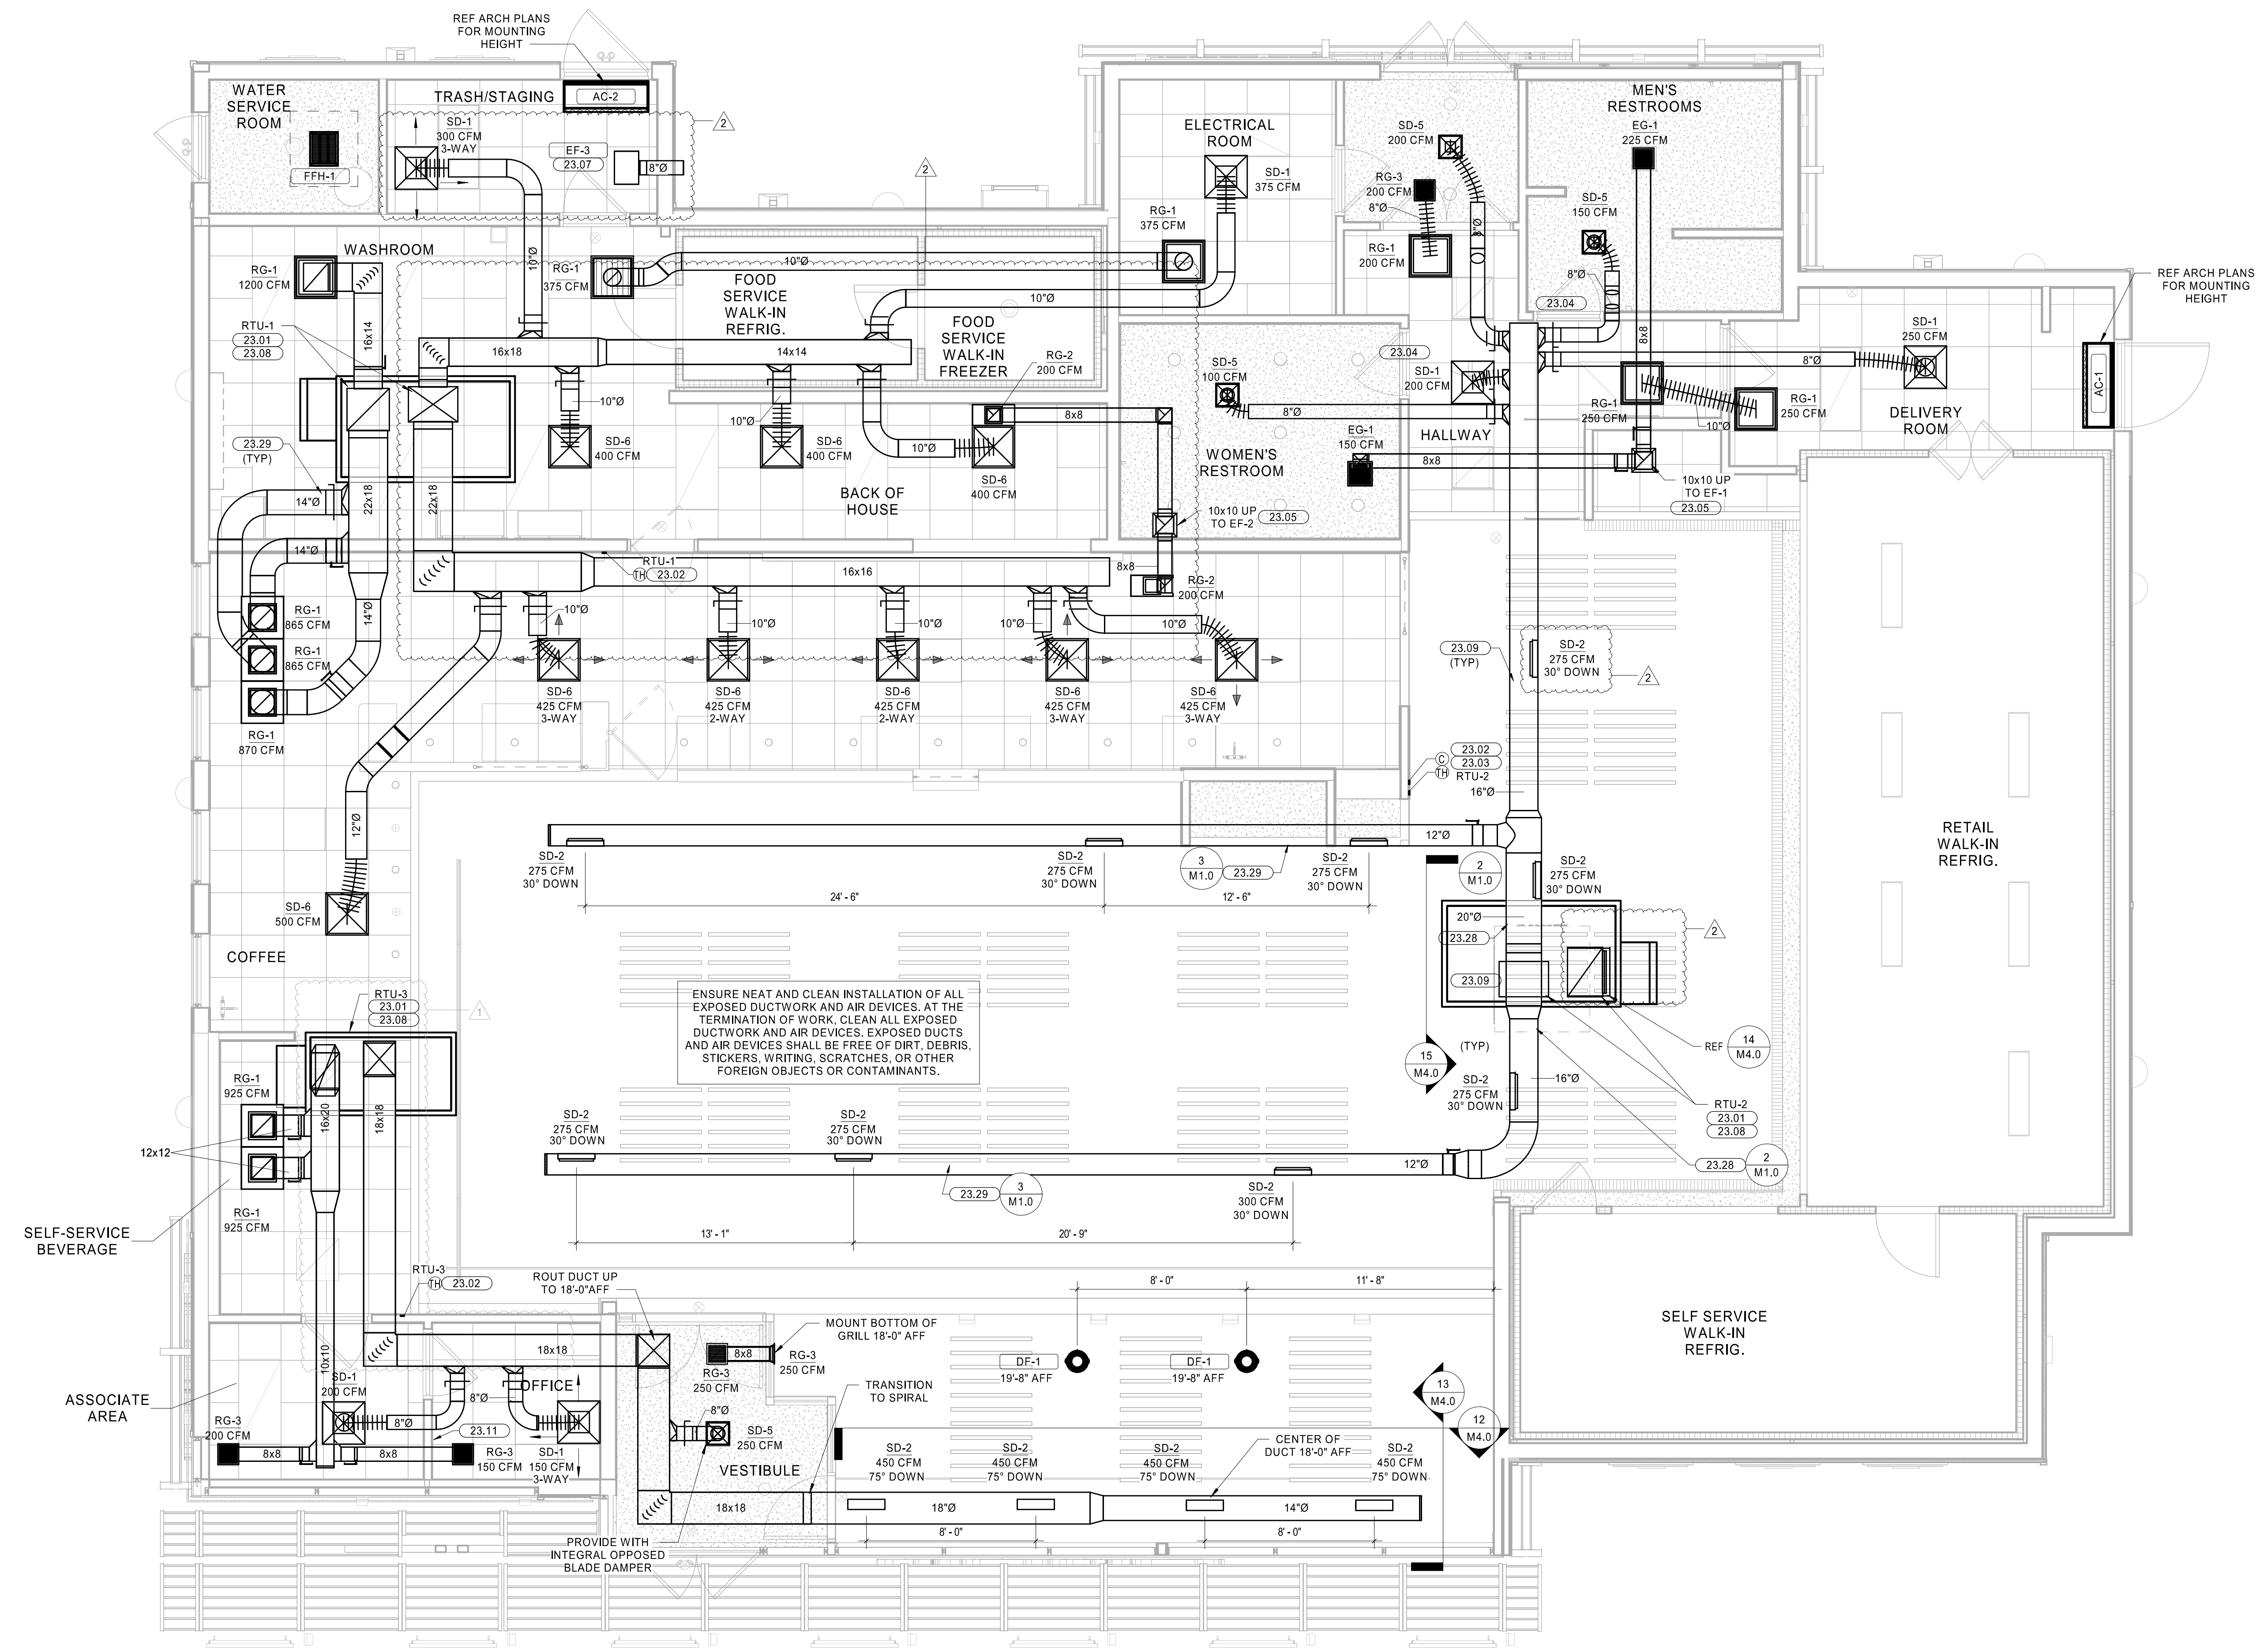 REF ARCH PLANS
FOR MOUNTING
HEIGHT
WATER
SERVICE
ROOM
FFH-1
TRASH/STAGING
AC-2
SD-1
300 CFM
3-WAY
EF-3
23.07
8"Ø
2
2
ELECTRICAL
ROOM
SD-1
375 CFM
RG-1
375 CFM
SD-5
200 CFM
RG-3
200 CFM
8"Ø
8"Ø
RG-1
200 CFM
MEN'S
RESTROOMS
EG-1
225 CFM
SD-5
150 CFM
8"Ø
23.04
8x8
REF ARCH PLANS
FOR MOUNTING
HEIGHT
WASHROOM
RG-1
1200 CFM
16x14
10"Ø
RG-1
375 CFM
10"Ø
FOOD
SERVICE
WALK-IN
REFRIG.
10"Ø
FOOD
SERVICE
WALK-IN
FREEZER
RTU-1
23.01
23.08
16x18
14x14
RG-2
200 CFM
SD-5
100 CFM
23.04
SD-1
200 CFM
8"Ø
SD-1
250 CFM
AC-1
DELIVERY
ROOM
RG-1
250 CFM
RG-1
250 CFM
10"Ø
10"Ø
10"Ø
10"Ø
8x8
8"Ø
HALLWAY
SD-6
400 CFM
SD-6
400 CFM
SD-6
400 CFM
WOMEN'S
RESTROOM
EG-1
150 CFM
8x8
10x10 UP
TO EF-1
23.05
23.29
(TYP)
14"Ø
14"Ø
22x18
22x18
BACK OF
HOUSE
10x10 UP
TO EF-2
23.05
RTU-1
TH
23.02
16x16
8x8
RG-2
200 CFM
14"Ø
RG-1
865 CFM
RG-1
865 CFM
RG-1
870 CFM
10"Ø
10"Ø
10"Ø
10"Ø
10"Ø
SD-6
425 CFM
3-WAY
SD-6
425 CFM
2-WAY
SD-6
425 CFM
2-WAY
SD-6
425 CFM
3-WAY
SD-6
425 CFM
3-WAY
23.09
(TYP)
SD-2
275 CFM
30° DOWN
2
C
TH
23.02
23.03
RTU-2
16"Ø
12"Ø
SD-6
500 CFM
COFFEE
12"Ø
SD-2
275 CFM
30° DOWN
SD-2
275 CFM
30° DOWN
3
M1.0
23.29
SD-2
275 CFM
30° DOWN
2
M1.0
SD-2
275 CFM
30° DOWN
24' - 6"
12' - 6"
RETAIL
WALK-IN
REFRIG.
20"Ø
23.28
23.09
2
ENSURE NEAT AND CLEAN INSTALLATION OF ALL
EXPOSED DUCTWORK AND AIR DEVICES. AT THE
TERMINATION OF WORK, CLEAN ALL EXPOSED
DUCTWORK AND AIR DEVICES. EXPOSED DUCTS
AND AIR DEVICES SHALL BE FREE OF DIRT, DEBRIS,
STICKERS, WRITING, SCRATCHES, OR OTHER
FOREIGN OBJECTS OR CONTAMINANTS.
RTU-3
23.01
23.08
1
15
M4.0
(TYP)
REF
14
M4.0
16"Ø
SD-2
275 CFM
30° DOWN
RTU-2
23.01
23.08
RG-1
925 CFM
16x20
18x18
12x12
RG-1
925 CFM
SD-2
275 CFM
30° DOWN
SD-2
275 CFM
30° DOWN
12"Ø
23.29
3
M1.0
SD-2
300 CFM
30° DOWN
23.28
2
M1.0
13' - 1"
20' - 9"
SELF-SERVICE
BEVERAGE
RTU-3
TH
23.02
ROUT DUCT UP
TO 18'-0"AFF
8' - 0"
11' - 8"
SELF SERVICE
WALK-IN
REFRIG.
MOUNT BOTTOM OF
GRILL 18'-0" AFF
18x18
8x8
RG-3
250 CFM
RG-3
250 CFM
DF-1
19'-8" AFF
DF-1
19'-8" AFF
10x10
SD-1
200 CFM
OFFICE
8"Ø
8"Ø
23.11
TRANSITION
TO SPIRAL
13
M4.0
12
M4.0
ASSOCIATE
AREA
RG-3
200 CFM
8x8
8x8
RG-3
150 CFM
SD-1
150 CFM
3-WAY
8"Ø
SD-5
250 CFM
VESTIBULE
SD-2
450 CFM
75° DOWN
SD-2
450 CFM
75° DOWN
SD-2
450 CFM
75° DOWN
CENTER OF
DUCT 18'-0" AFF
SD-2
450 CFM
75° DOWN
18x18
18"Ø
14"Ø
8' - 0"
8' - 0"
PROVIDE WITH
INTEGRAL OPPOSED
BLADE DAMPER